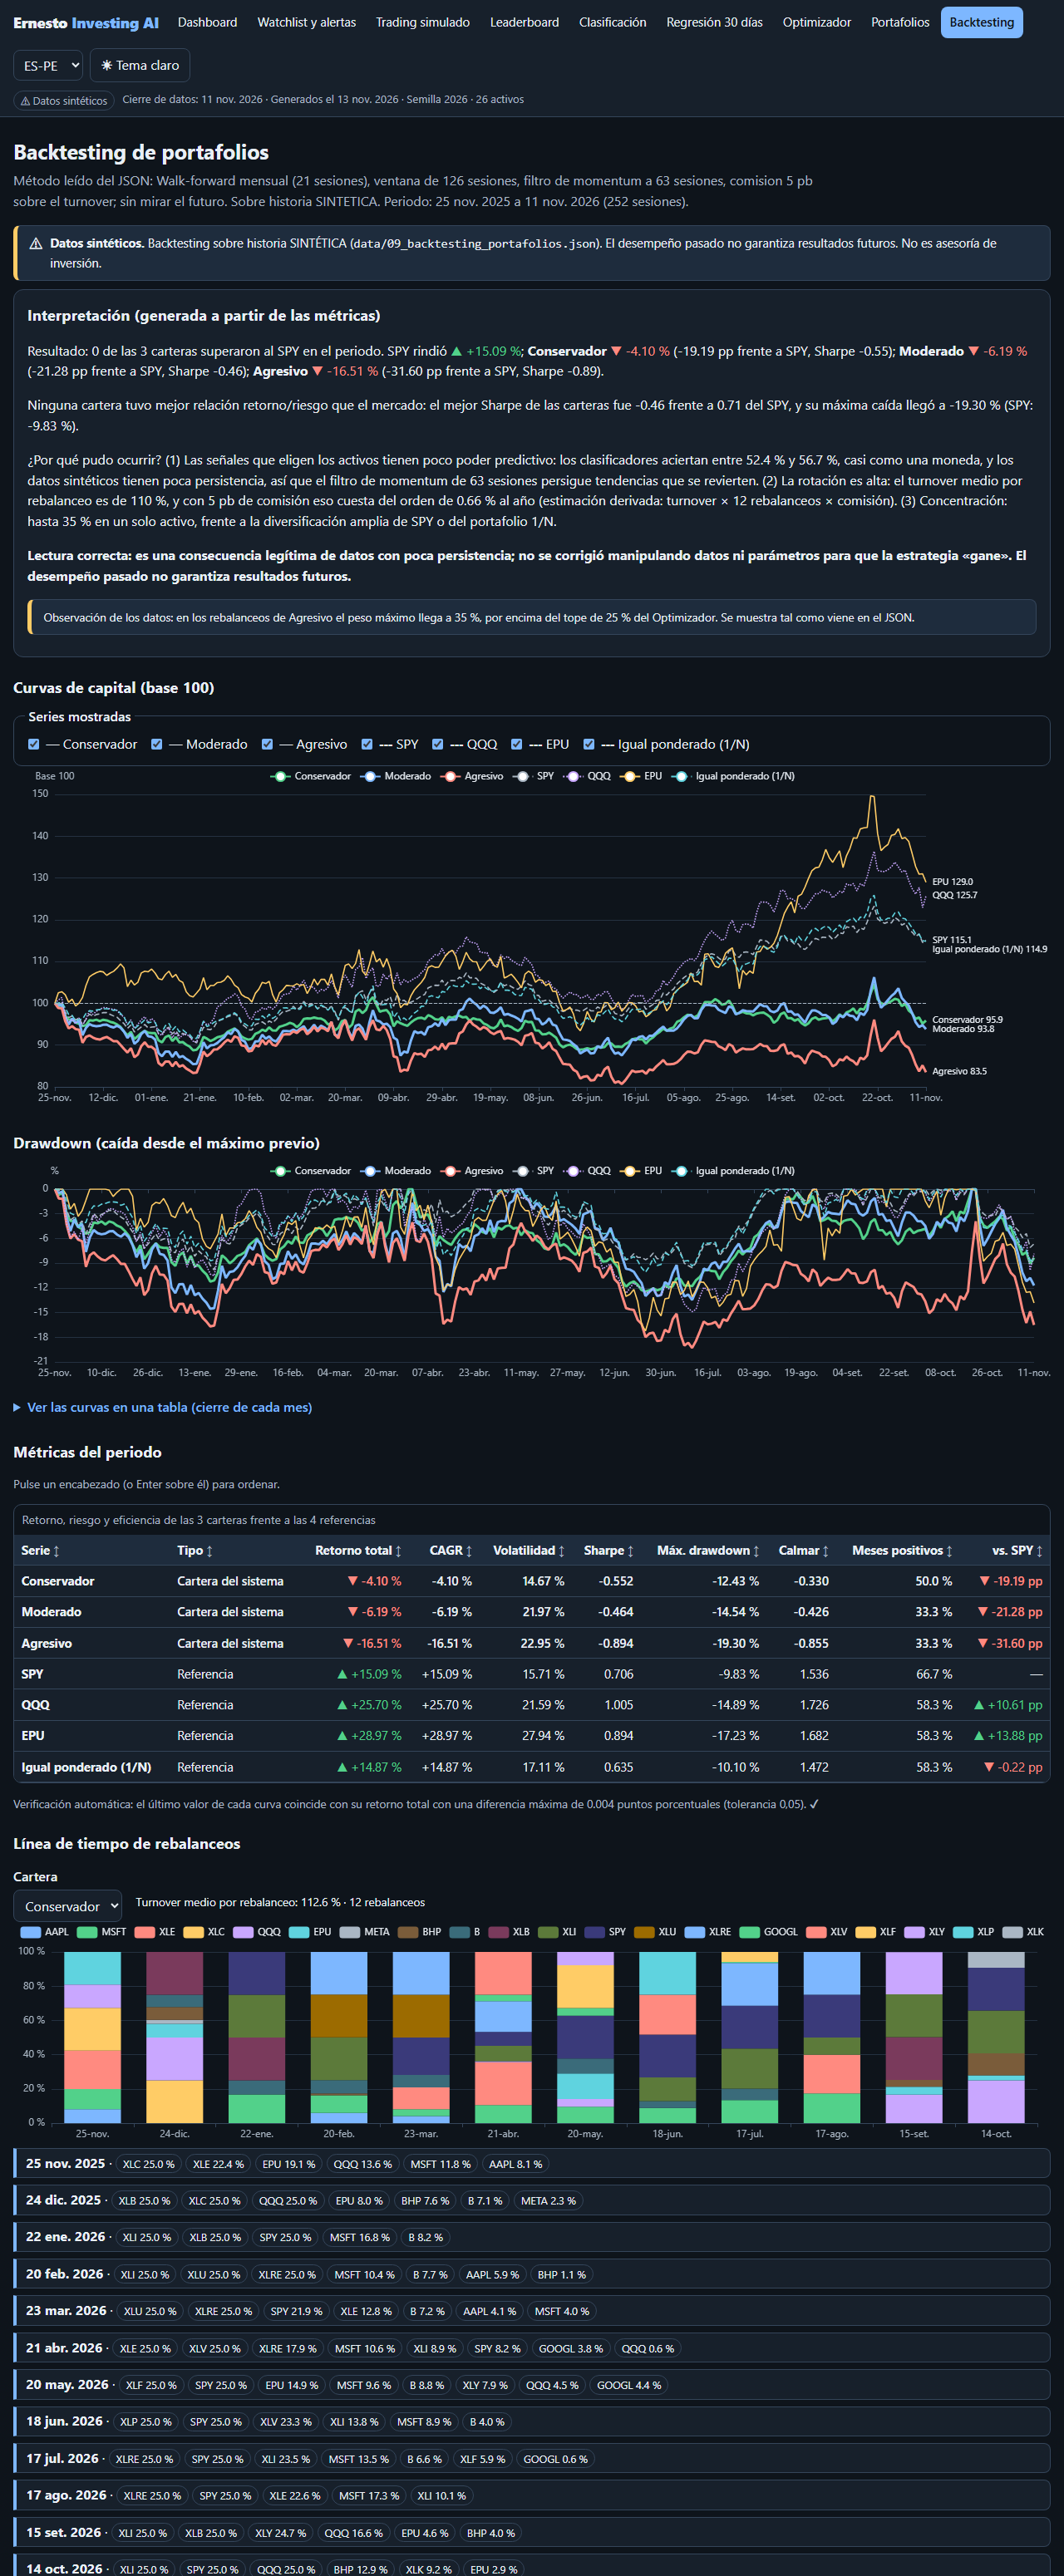 Ernesto Investing AI Dashboard Watchlist y alertas Trading simulado Leaderboard Clasificación Regresión 30 días Optimizador Portafolios Backtesting
ES-PE ☀ Tema claro
⚠ Datos sintéticos Cierre de datos: 11 nov. 2026 · Generados el 13 nov. 2026 · Semilla 2026 · 26 activos
Backtesting de portafolios
Método leído del JSON: Walk-forward mensual (21 sesiones), ventana de 126 sesiones, filtro de momentum a 63 sesiones, comision 5 pb
sobre el turnover; sin mirar el futuro. Sobre historia SINTETICA. Periodo: 25 nov. 2025 a 11 nov. 2026 (252 sesiones).
⚠ Datos sintéticos. Backtesting sobre historia SINTÉTICA (data/09_backtesting_portafolios.json). El desempeño pasado no garantiza resultados futuros. No es asesoría de
inversión.
Interpretación (generada a partir de las métricas)
Resultado: 0 de las 3 carteras superaron al SPY en el periodo. SPY rindió ▲ +15.09 %; Conservador ▼ -4.10 % (-19.19 pp frente a SPY, Sharpe -0.55); Moderado ▼ -6.19 %
(-21.28 pp frente a SPY, Sharpe -0.46); Agresivo ▼ -16.51 % (-31.60 pp frente a SPY, Sharpe -0.89).
Ninguna cartera tuvo mejor relación retorno/riesgo que el mercado: el mejor Sharpe de las carteras fue -0.46 frente a 0.71 del SPY, y su máxima caída llegó a -19.30 % (SPY:
-9.83 %).
¿Por qué pudo ocurrir? (1) Las señales que eligen los activos tienen poco poder predictivo: los clasificadores aciertan entre 52.4 % y 56.7 %, casi como una moneda, y los
datos sintéticos tienen poca persistencia, así que el filtro de momentum de 63 sesiones persigue tendencias que se revierten. (2) La rotación es alta: el turnover medio por
rebalanceo es de 110 %, y con 5 pb de comisión eso cuesta del orden de 0.66 % al año (estimación derivada: turnover × 12 rebalanceos × comisión). (3) Concentración:
hasta 35 % en un solo activo, frente a la diversificación amplia de SPY o del portafolio 1/N.
Lectura correcta: es una consecuencia legítima de datos con poca persistencia; no se corrigió manipulando datos ni parámetros para que la estrategia «gane». El
desempeño pasado no garantiza resultados futuros.
Observación de los datos: en los rebalanceos de Agresivo el peso máximo llega a 35 %, por encima del tope de 25 % del Optimizador. Se muestra tal como viene en el JSON.
Curvas de capital (base 100)
Series mostradas
— Conservador — Moderado — Agresivo --- SPY --- QQQ --- EPU --- Igual ponderado (1/N)
Base 100 Conservador Moderado Agresivo SPY QQQ EPU Igual ponderado (1/N)
150
140
130
EPU 129.0
QQQ 125.7
120
SPY 115.1
Igual ponderado (1/N) 114.9
110
100
Conservador 95.9
Moderado 93.8
90
Agresivo 83.5
80
25-nov. 12-dic. 01-ene. 21-ene. 10-feb. 02-mar. 20-mar. 09-abr. 29-abr. 19-may. 08-jun. 26-jun. 16-jul. 05-ago. 25-ago. 14-set. 02-oct. 22-oct. 11-nov.
Drawdown (caída desde el máximo previo)
% Conservador Moderado Agresivo SPY QQQ EPU Igual ponderado (1/N)
0
-3
-6
-9
-12
-15
-18
-21
25-nov. 10-dic. 26-dic. 13-ene. 29-ene. 16-feb. 04-mar. 20-mar. 07-abr. 23-abr. 11-may. 27-may. 12-jun. 30-jun. 16-jul. 03-ago. 19-ago. 04-set. 22-set. 08-oct. 26-oct. 11-nov.
▶ Ver las curvas en una tabla (cierre de cada mes)
Métricas del periodo
Pulse un encabezado (o Enter sobre él) para ordenar.
Retorno, riesgo y eficiencia de las 3 carteras frente a las 4 referencias
Serie ↕ Tipo ↕ Retorno total ↕ CAGR ↕ Volatilidad ↕ Sharpe ↕ Máx. drawdown ↕ Calmar ↕ Meses positivos ↕ vs. SPY ↕
Conservador Cartera del sistema ▼ -4.10 % -4.10 % 14.67 % -0.552 -12.43 % -0.330 50.0 % ▼ -19.19 pp
Moderado Cartera del sistema ▼ -6.19 % -6.19 % 21.97 % -0.464 -14.54 % -0.426 33.3 % ▼ -21.28 pp
Agresivo Cartera del sistema ▼ -16.51 % -16.51 % 22.95 % -0.894 -19.30 % -0.855 33.3 % ▼ -31.60 pp
SPY Referencia ▲ +15.09 % +15.09 % 15.71 % 0.706 -9.83 % 1.536 66.7 % —
QQQ Referencia ▲ +25.70 % +25.70 % 21.59 % 1.005 -14.89 % 1.726 58.3 % ▲ +10.61 pp
EPU Referencia ▲ +28.97 % +28.97 % 27.94 % 0.894 -17.23 % 1.682 58.3 % ▲ +13.88 pp
Igual ponderado (1/N) Referencia ▲ +14.87 % +14.87 % 17.11 % 0.635 -10.10 % 1.472 58.3 % ▼ -0.22 pp
Verificación automática: el último valor de cada curva coincide con su retorno total con una diferencia máxima de 0.004 puntos porcentuales (tolerancia 0,05). ✓
Línea de tiempo de rebalanceos
Cartera
Conservador Turnover medio por rebalanceo: 112.6 % · 12 rebalanceos
AAPL MSFT XLE XLC QQQ EPU META BHP B XLB XLI SPY XLU XLRE GOOGL XLV XLF XLY XLP XLK
100 %
80 %
60 %
40 %
20 %
0 %
25-nov. 24-dic. 22-ene. 20-feb. 23-mar. 21-abr. 20-may. 18-jun. 17-jul. 17-ago. 15-set. 14-oct.
25 nov. 2025 · XLC 25.0 % XLE 22.4 % EPU 19.1 % QQQ 13.6 % MSFT 11.8 % AAPL 8.1 %
24 dic. 2025 · XLB 25.0 % XLC 25.0 % QQQ 25.0 % EPU 8.0 % BHP 7.6 % B 7.1 % META 2.3 %
22 ene. 2026 · XLI 25.0 % XLB 25.0 % SPY 25.0 % MSFT 16.8 % B 8.2 %
20 feb. 2026 · XLI 25.0 % XLU 25.0 % XLRE 25.0 % MSFT 10.4 % B 7.7 % AAPL 5.9 % BHP 1.1 %
23 mar. 2026 · XLU 25.0 % XLRE 25.0 % SPY 21.9 % XLE 12.8 % B 7.2 % AAPL 4.1 % MSFT 4.0 %
21 abr. 2026 · XLE 25.0 % XLV 25.0 % XLRE 17.9 % MSFT 10.6 % XLI 8.9 % SPY 8.2 % GOOGL 3.8 % QQQ 0.6 %
20 may. 2026 · XLF 25.0 % SPY 25.0 % EPU 14.9 % MSFT 9.6 % B 8.8 % XLY 7.9 % QQQ 4.5 % GOOGL 4.4 %
18 jun. 2026 · XLP 25.0 % SPY 25.0 % XLV 23.3 % XLI 13.8 % MSFT 8.9 % B 4.0 %
17 jul. 2026 · XLRE 25.0 % SPY 25.0 % XLI 23.5 % MSFT 13.5 % B 6.6 % XLF 5.9 % GOOGL 0.6 %
17 ago. 2026 · XLRE 25.0 % SPY 25.0 % XLE 22.6 % MSFT 17.3 % XLI 10.1 %
15 set. 2026 · XLI 25.0 % XLB 25.0 % XLY 24.7 % QQQ 16.6 % EPU 4.6 % BHP 4.0 %
14 oct. 2026 · XLI 25.0 % SPY 25.0 % QQQ 25.0 % BHP 12.9 % XLK 9.2 % EPU 2.9 %